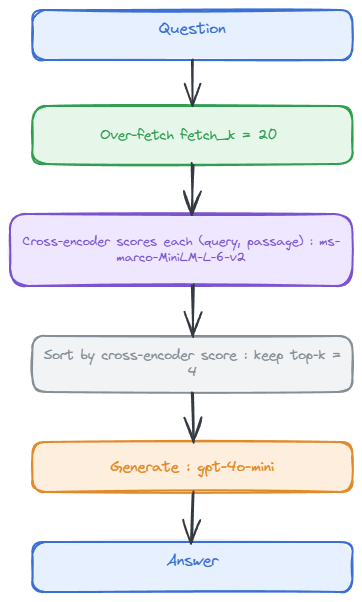 Question
Over-fetch fetch_k = 20
Cross-encoder scores each (query, passage) : ms-
marco-MiniLM-L-6-v2
Sort by cross-encoder score : keep top-k =
4
Generate : gpt-4o-mini
Answer